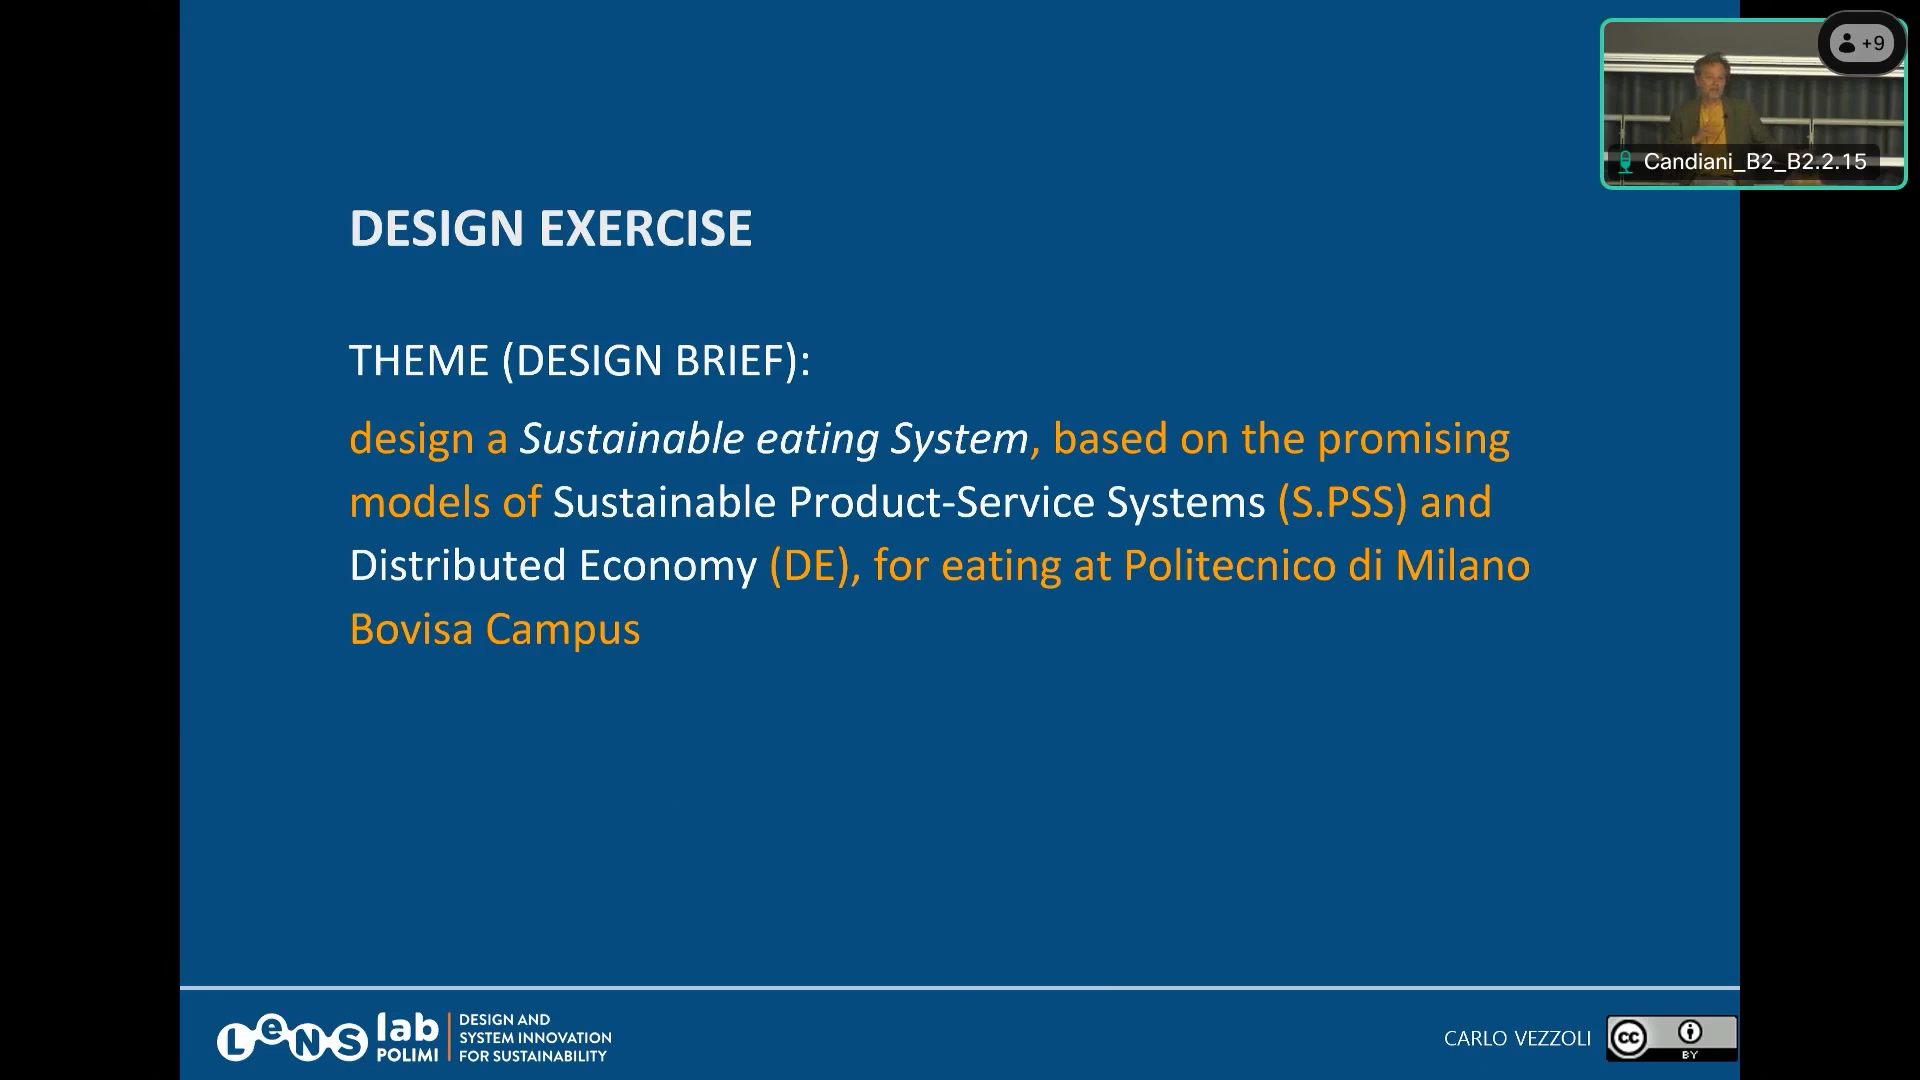 +9
Candiani_B2_B2.2.15
DESIGN EXERCISE
THEME (DESIGN BRIEF):
design a Sustainable eating System, based on the promising
models of Sustainable Product-Service Systems (S.PSS) and
Distributed Economy (DE), for eating at Politecnico di Milano
Bovisa Campus
LeNS lab
POLIMI
DESIGN AND
SYSTEM INNOVATION
FOR SUSTAINABILITY
CARLO VEZZOLI
cc
BY